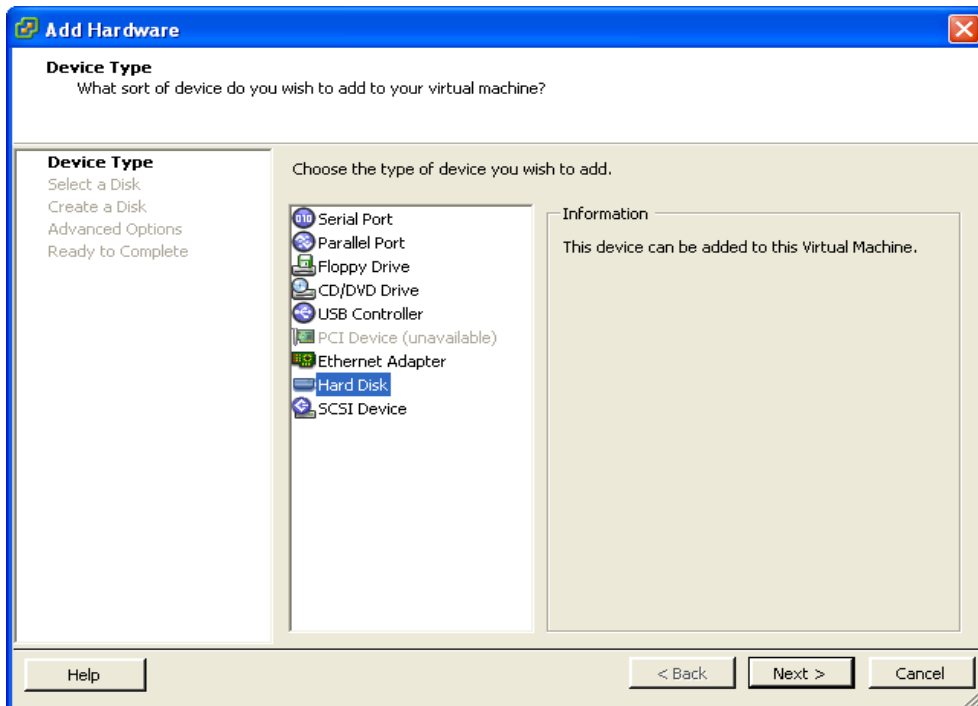 Add Hardware
Device Type
What sort of device do you wish to add to your virtual machine?
Device Type
Select a Disk
Create a Disk
Advanced Options
Ready to Complete
Choose the type of device you wish to add.
Serial Port
Parallel Port
Floppy Drive
CD/DVD Drive
USB Controller
PCI Device (unavailable)
Ethernet Adapter
Hard Disk
SCSI Device
Information
This device can be added to this Virtual Machine.
Help
< Back
Next >
Cancel